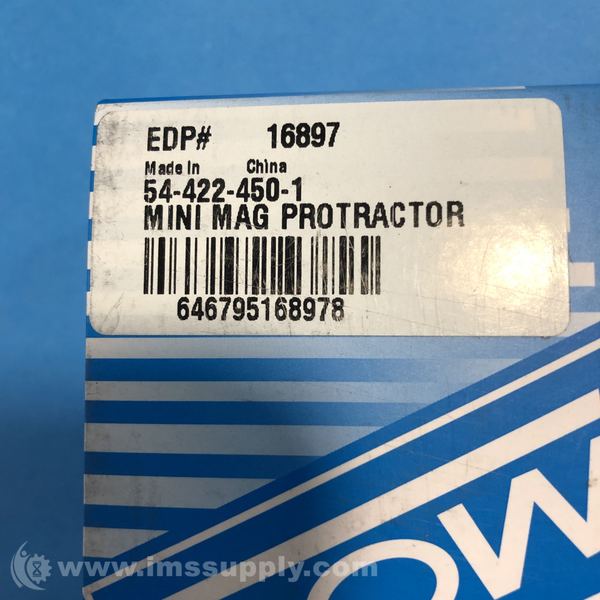 EDP# 16897
Made In China
54-422-450-1
MINI MAG PROTRACTOR
646795168978
OW
www.imssupply.com